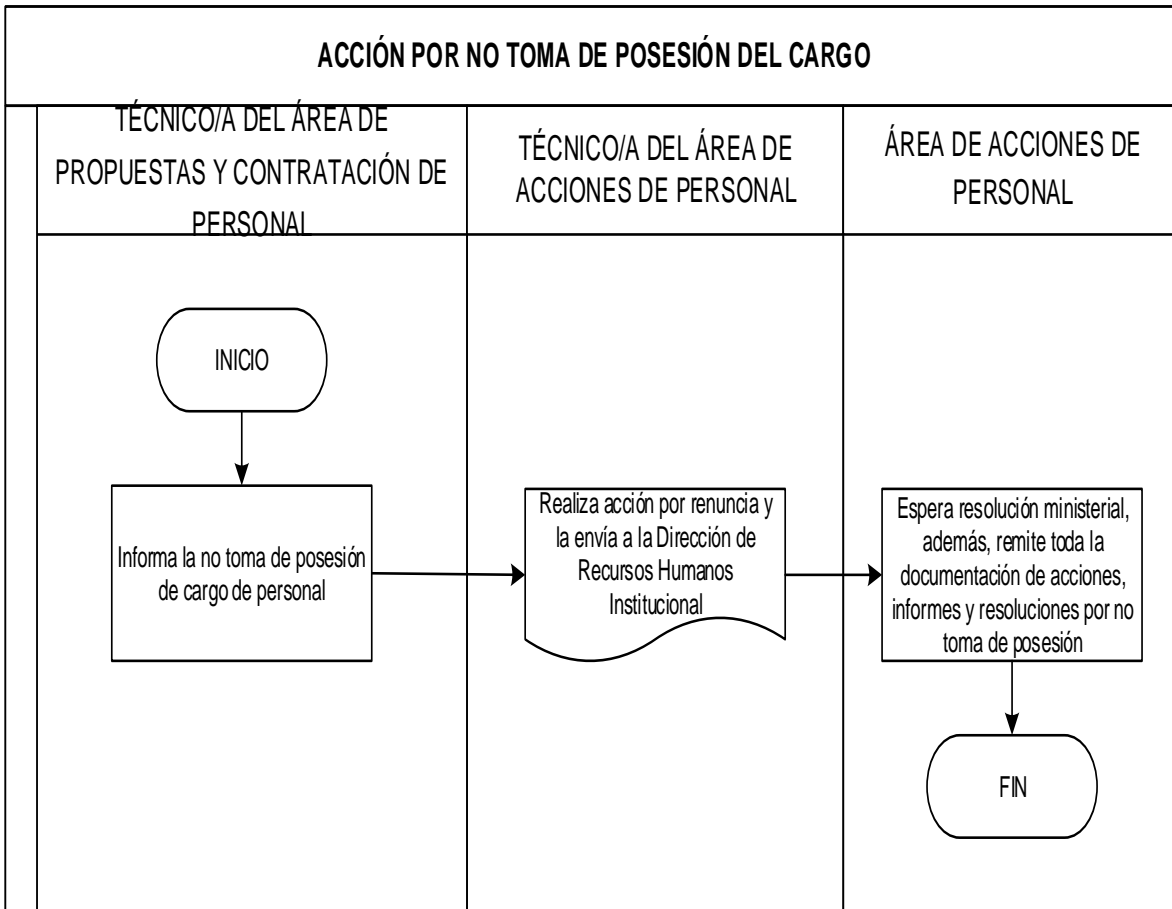 ACCIÓN POR NO TOMA DE POSESIÓN DEL CARGO
TÉCNICO/A DEL ÁREA DE
PROPUESTAS Y CONTRATACIÓN DE
PERSONAL
TÉCNICO/A DEL ÁREA DE
ACCIONES DE PERSONAL
ÁREA DE ACCIONES DE
PERSONAL
INICIO
Informa la no toma de posesión
de cargo de personal
Realiza acción por renuncia y
la envía a la Dirección de
Recursos Humanos
Institucional
Espera resolución ministerial,
además, remite toda la
documentación de acciones,
informes y resoluciones por no
toma de posesión
FIN